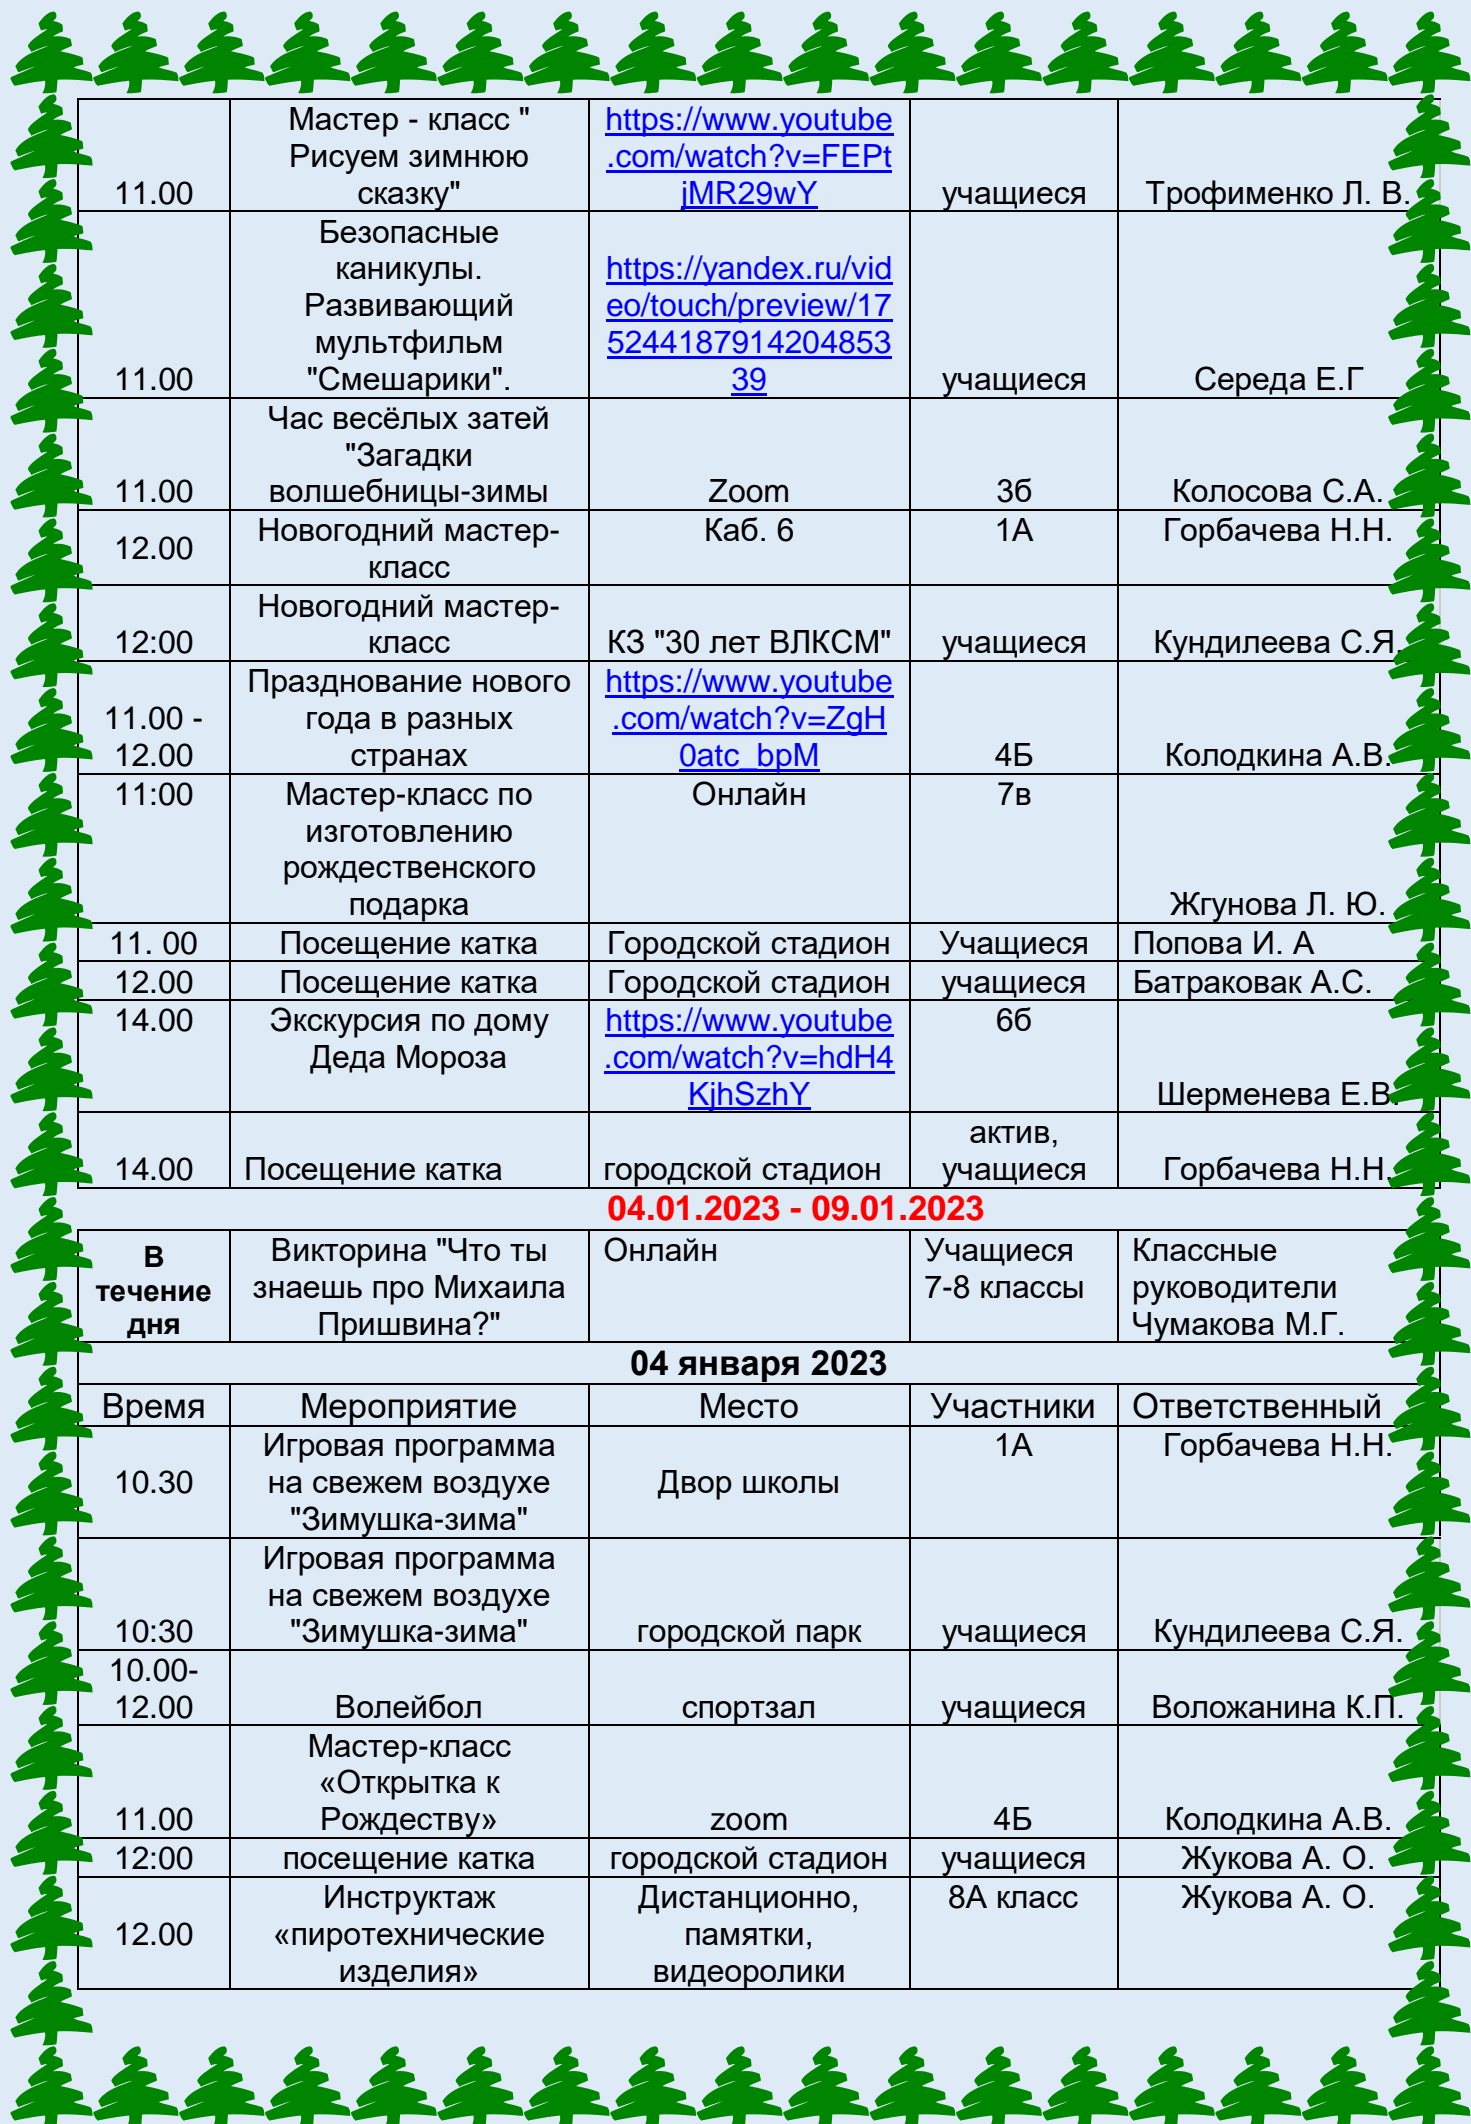 Мастер - класс "
Рисуем зимнюю
сказку"
https://www.youtube
.com/watch?v=FEPt
jMR29wY
11.00
учащиеся
Трофименко Л. В.
Безопасные
каникулы.
Развивающий
мультфильм
"Смешарики".
https://yandex.ru/vid
eo/touch/preview/17
5244187914204853
39
11.00
учащиеся
Середа Е.Г
Час весёлых затей
"Загадки
волшебницы-зимы
11.00
Zoom
3б
Колосова С.А.
12.00
Новогодний мастер-
класс
Каб. 6
1А
Горбачева Н.Н.
12:00
Новогодний мастер-
класс
КЗ "30 лет ВЛКСМ"
учащиеся
Кундилеева С.Я.
11.00 -
12.00
Празднование нового
года в разных
странах
https://www.youtube
.com/watch?v=ZgH
0atc_bpM
4Б
Колодкина А.В.
11:00
Мастер-класс по
изготовлению
рождественского
подарка
Онлайн
7в
Жгунова Л. Ю.
11. 00
Посещение катка
Городской стадион
Учащиеся
Попова И. А
12.00
Посещение катка
Городской стадион
учащиеся
Батраковак А.С.
14.00
Экскурсия по дому
Деда Мороза
https://www.youtube
.com/watch?v=hdH4
KjhSzhY
6б
Шерменева Е.В.
14.00
Посещение катка
городской стадион
актив,
учащиеся
Горбачева Н.Н.
04.01.2023 - 09.01.2023
В
течение
дня
Викторина "Что ты
знаешь про Михаила
Пришвина?"
Онлайн
Учащиеся
7-8 классы
Классные
руководители
Чумакова М.Г.
04 января 2023
Время
Мероприятие
Место
Участники
Ответственный
10.30
Игровая программа
на свежем воздухе
"Зимушка-зима"
Двор школы
1А
Горбачева Н.Н.
10:30
Игровая программа
на свежем воздухе
"Зимушка-зима"
городской парк
учащиеся
Кундилеева С.Я.
10.00-
12.00
Волейбол
спортзал
учащиеся
Воложанина К.П.
11.00
Мастер-класс
«Открытка к
Рождеству»
zoom
4Б
Колодкина А.В.
12:00
посещение катка
городской стадион
учащиеся
Жукова А. О.
12.00
Инструктаж
«пиротехнические
изделия»
Дистанционно,
памятки,
видеоролики
8А класс
Жукова А. О.